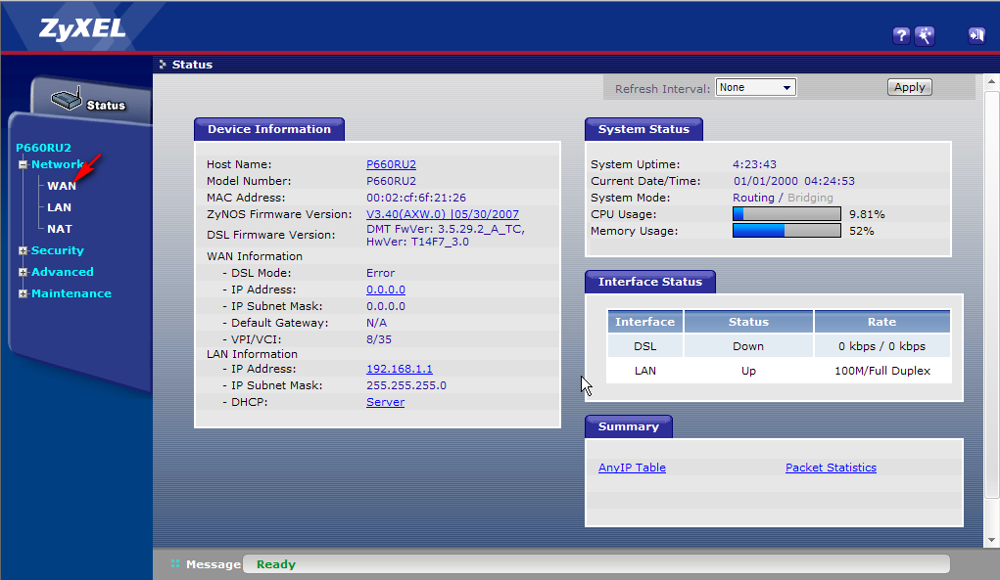 ZyXEL
?
Status
Refresh Interval: None Apply
Status
P660RU2
Network
WAN
LAN
NAT
Security
Advanced
Maintenance
Device Information
Host Name: P660RU2
Model Number: P660RU2
MAC Address: 00:02:cf:6f:21:26
ZyNOS Firmware Version: V3.40(AXW.0) |05/30/2007
DSL Firmware Version: DMT FwVer: 3.5.29.2_A_TC,
HwVer: T14F7_3.0
WAN Information
- DSL Mode: Error
- IP Address: 0.0.0.0
- IP Subnet Mask: 0.0.0.0
- Default Gateway: N/A
- VPI/VCI: 8/35
LAN Information
- IP Address: 192.168.1.1
- IP Subnet Mask: 255.255.255.0
- DHCP: Server
System Status
System Uptime: 4:23:43
Current Date/Time: 01/01/2000 04:24:53
System Mode: Routing / Bridging
CPU Usage: 9.81%
Memory Usage: 52%
Interface Status
Interface Status Rate
DSL Down 0 kbps / 0 kbps
LAN Up 100M/Full Duplex
Summary
AnyIP Table Packet Statistics
Message Ready